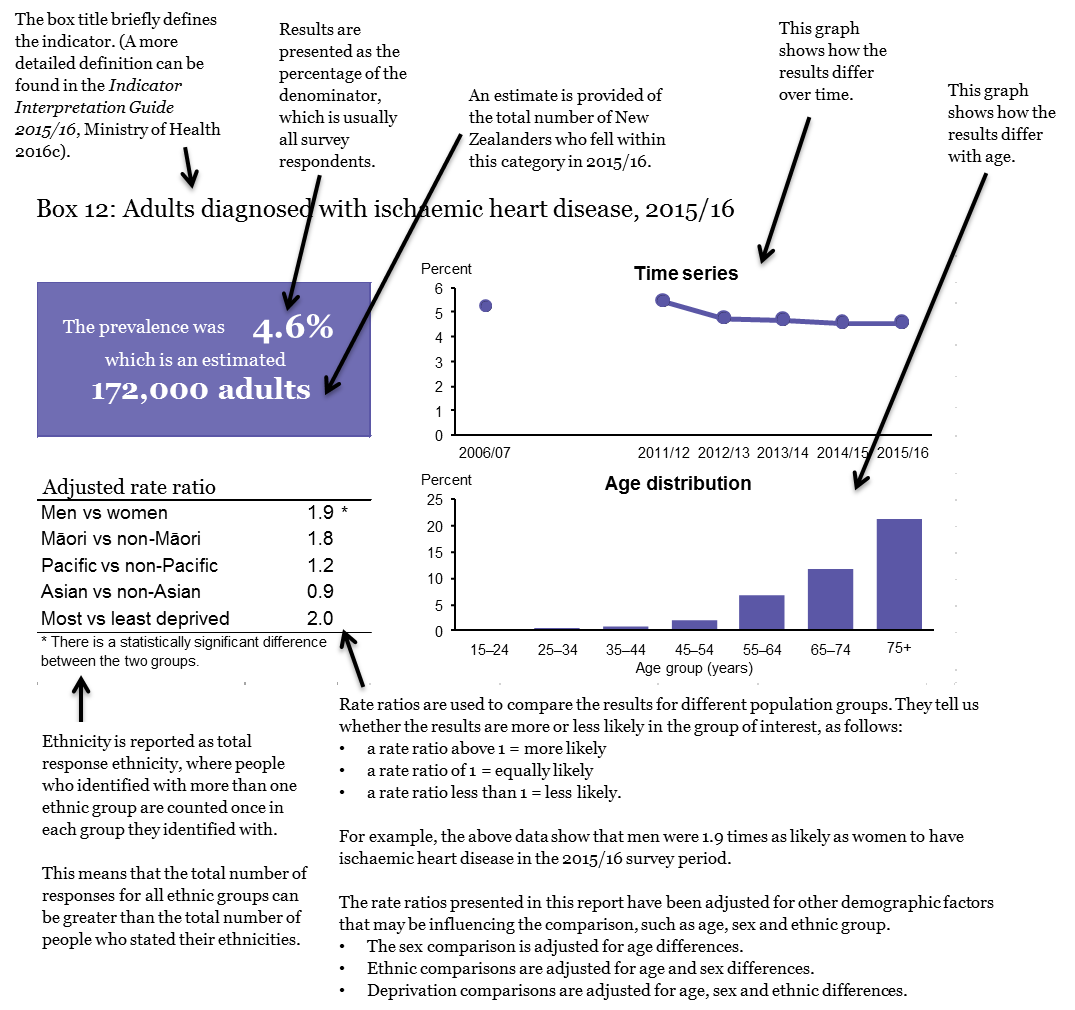 The box title briefly defines
the indicator. (A more
detailed definition can be
found in the Indicator
Interpretation Guide
2015/16, Ministry of Health
2016c).
Results are
presented as the
percentage of the
denominator,
which is usually
all survey
respondents.
An estimate is provided of
the total number of New
Zealanders who fell within
this category in 2015/16.
This graph
shows how the
results differ
over time.
This graph
shows how the
results differ
with age.
Box 12: Adults diagnosed with ischaemic heart disease, 2015/16
The prevalence was 4.6%
which is an estimated
172,000 adults
Percent
Time series
6
5
4
3
2
1
0
2006/07 2011/12 2012/13 2013/14 2014/15 2015/16
Adjusted rate ratio
Men vs women 1.9 *
Māori vs non-Māori 1.8
Pacific vs non-Pacific 1.2
Asian vs non-Asian 0.9
Most vs least deprived 2.0
* There is a statistically significant difference
between the two groups.
Percent
Age distribution
25
20
15
10
5
0
15–24 25–34 35–44 45–54 55–64 65–74 75+
Age group (years)
Ethnicity is reported as total
response ethnicity, where people
who identified with more than one
ethnic group are counted once in
each group they identified with.
This means that the total number of
responses for all ethnic groups can
be greater than the total number of
people who stated their ethnicities.
Rate ratios are used to compare the results for different population groups. They tell us
whether the results are more or less likely in the group of interest, as follows:
• a rate ratio above 1 = more likely
• a rate ratio of 1 = equally likely
• a rate ratio less than 1 = less likely.
For example, the above data show that men were 1.9 times as likely as women to have
ischaemic heart disease in the 2015/16 survey period.
The rate ratios presented in this report have been adjusted for other demographic factors
that may be influencing the comparison, such as age, sex and ethnic group.
• The sex comparison is adjusted for age differences.
• Ethnic comparisons are adjusted for age and sex differences.
• Deprivation comparisons are adjusted for age, sex and ethnic differences.